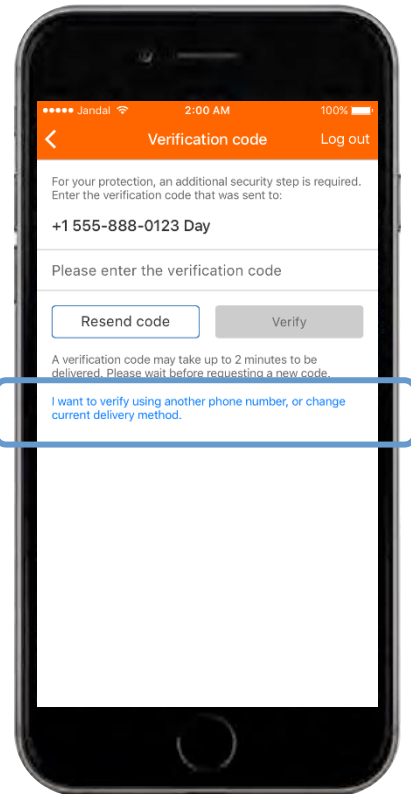 Jandal 2:00 AM 100%
Verification code Log out
For your protection, an additional security step is required.
Enter the verification code that was sent to:
+1 555-888-0123 Day
Please enter the verification code
Resend code Verify
A verification code may take up to 2 minutes to be
delivered. Please wait before requesting a new code.
I want to verify using another phone number, or change
current delivery method.